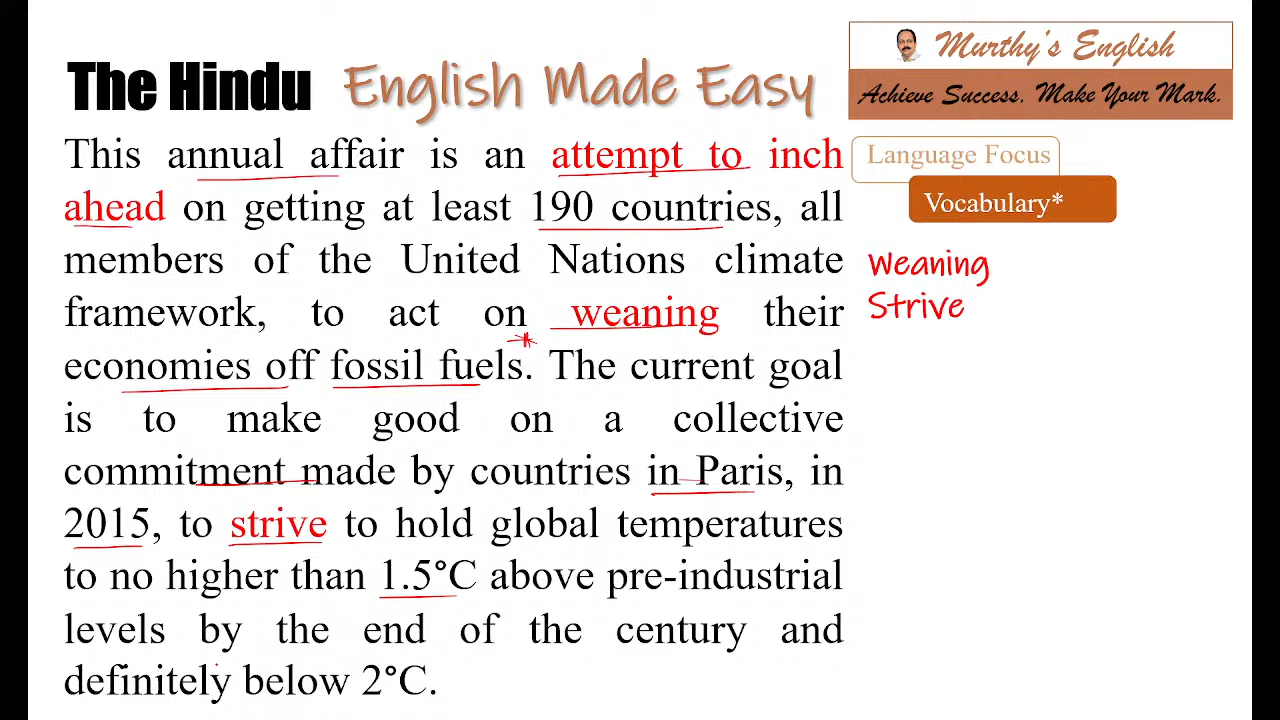 The Hindu English Made Easy
Murthy's English
Achieve Success. Make Your Mark.
This annual affair is an attempt to inch
ahead on getting at least 190 countries, all
members of the United Nations climate
framework, to act on weaning their
economies off fossil fuels. The current goal
is to make good on a collective
commitment made by countries in Paris, in
2015, to strive to hold global temperatures
to no higher than 1.5°C above pre-industrial
levels by the end of the century and
definitely below 2°C.
Language Focus
Vocabulary*
Weaning
Strive